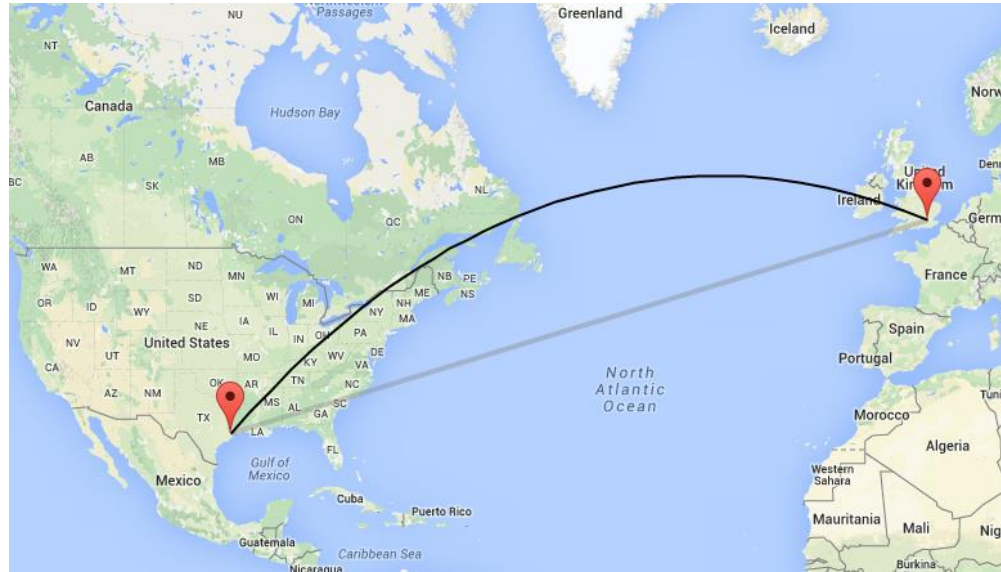 Northwestern
Passages
NU
Greenland
Iceland
NT
Norw
Canada
Hudson Bay
AB
MB
BC
SK
NL
United
Kingdom
Den
Ireland
ON
QC
Germ
WA
MT
ND
MN
NB
PE
ME
NS
France
OR
ID
SD
WI
MI
NH
WY
NY
MA
IA
NE
IL
IN
OH
PA
NV
UT
United States
MO
KY
WV
DE
VA
Spain
Portugal
CA
OK
AR
TN
NC
North
Atlantic
Ocean
AZ
NM
MS
AL
SC
GA
Tuni
TX
LA
Morocco
FL
Algeria
Gulf of
Mexico
Western
Sahara
Mexico
Cuba
Puerto Rico
Mauritania
Mali
Nig
Guatemala
Caribbean Sea
Nicaragua
Burkina